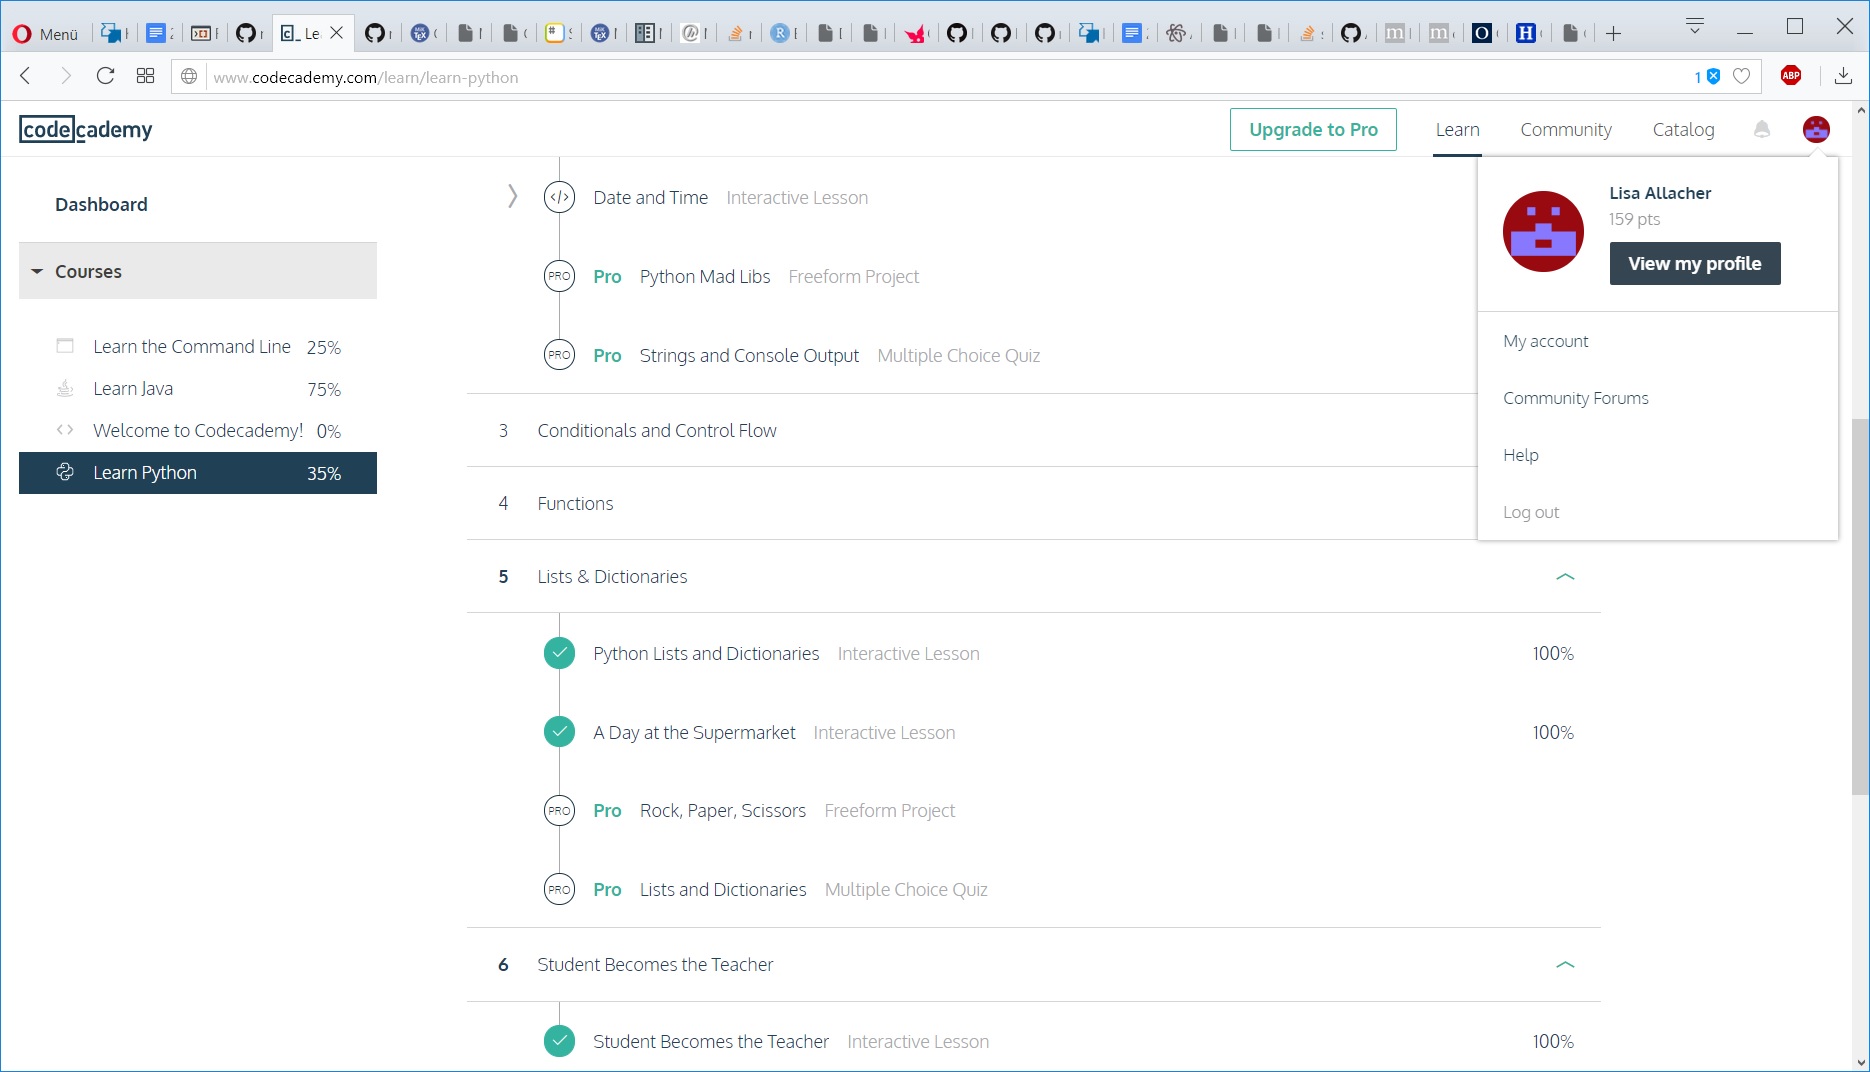 Menü
Le
www.codecademy.com/learn/learn-python
1
ABP
codecademy
Upgrade to Pro
Learn
Community
Catalog
Lisa Allacher
159 pts
View my profile
My account
Community Forums
Help
Log out
Dashboard
Courses
Learn the Command Line 25%
Learn Java 75%
Welcome to Codecademy! 0%
Learn Python 35%
</> Date and Time Interactive Lesson
PRO Pro Python Mad Libs Freeform Project
PRO Pro Strings and Console Output Multiple Choice Quiz
3 Conditionals and Control Flow
4 Functions
5 Lists & Dictionaries
Python Lists and Dictionaries Interactive Lesson 100%
A Day at the Supermarket Interactive Lesson 100%
PRO Pro Rock, Paper, Scissors Freeform Project
PRO Pro Lists and Dictionaries Multiple Choice Quiz
6 Student Becomes the Teacher
Student Becomes the Teacher Interactive Lesson 100%